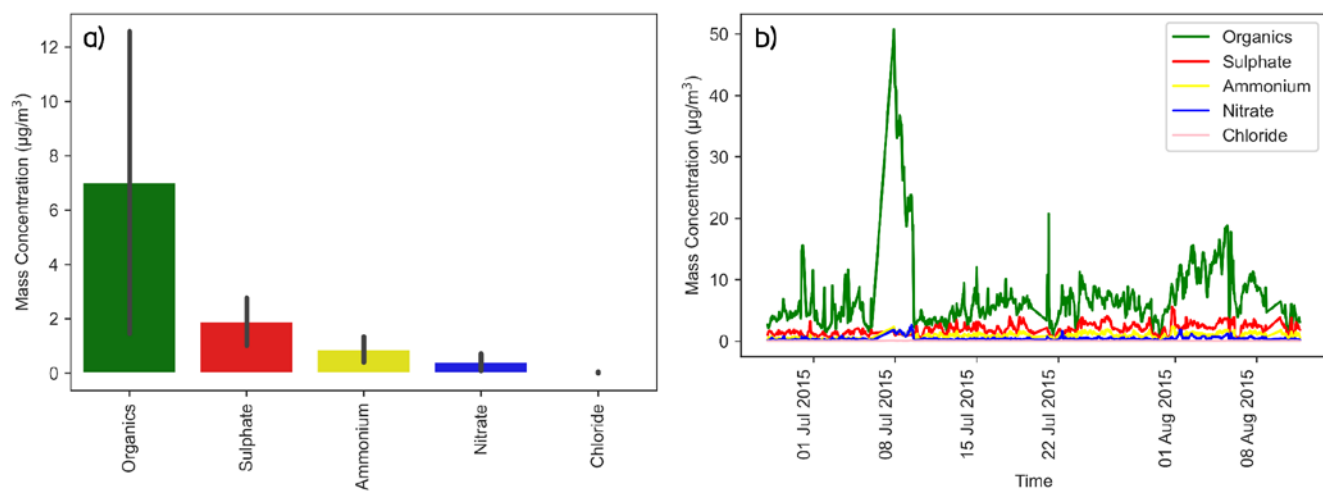 a)
Mass Concentration (µg/m³)
12
10
8
6
4
2
0
Organics
Sulphate
Ammonium
Nitrate
Chloride
b)
Mass Concentration (µg/m³)
50
40
30
20
10
0
Organics
Sulphate
Ammonium
Nitrate
Chloride
01 Jul 2015
08 Jul 2015
15 Jul 2015
22 Jul 2015
01 Aug 2015
08 Aug 2015
Time